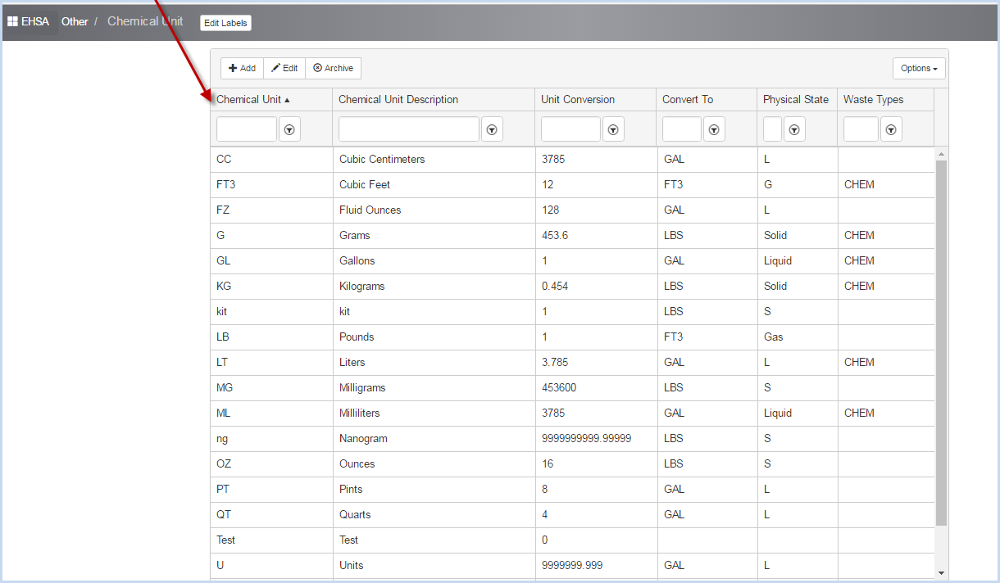 EHSA Other / Chemical Unit Edit Labels
Add Edit Archive Options
Chemical Unit Chemical Unit Description Unit Conversion Convert To Physical State Waste Types
CC Cubic Centimeters 3785 GAL L
FT3 Cubic Feet 12 FT3 G CHEM
FZ Fluid Ounces 128 GAL L
G Grams 453.6 LBS Solid CHEM
GL Gallons 1 GAL Liquid CHEM
KG Kilograms 0.454 LBS Solid CHEM
kit kit 1 LBS S
LB Pounds 1 FT3 Gas
LT Liters 3.785 GAL L CHEM
MG Milligrams 453600 LBS S
ML Milliliters 3785 GAL Liquid CHEM
ng Nanogram 9999999999.99999 LBS S
OZ Ounces 16 LBS S
PT Pints 8 GAL L
QT Quarts 4 GAL L
Test Test 0
U Units 9999999.999 GAL L